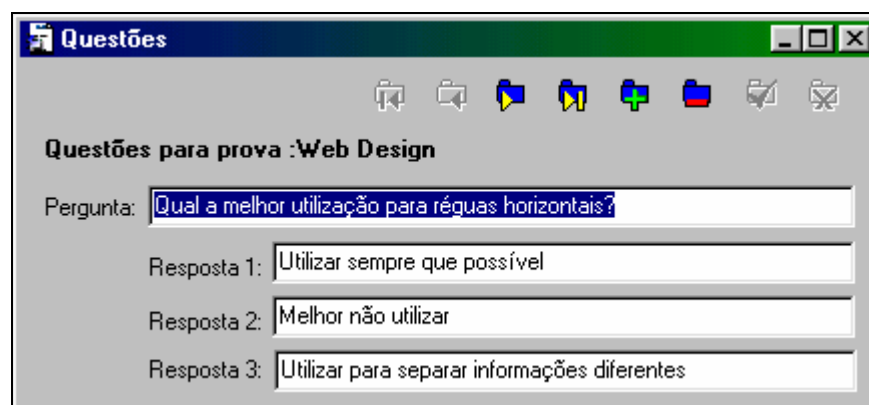 Questões
Questões para prova :Web Design
Pergunta: Qual a melhor utilização para réguas horizontais?
Resposta 1: Utilizar sempre que possível
Resposta 2: Melhor não utilizar
Resposta 3: Utilizar para separar informações diferentes